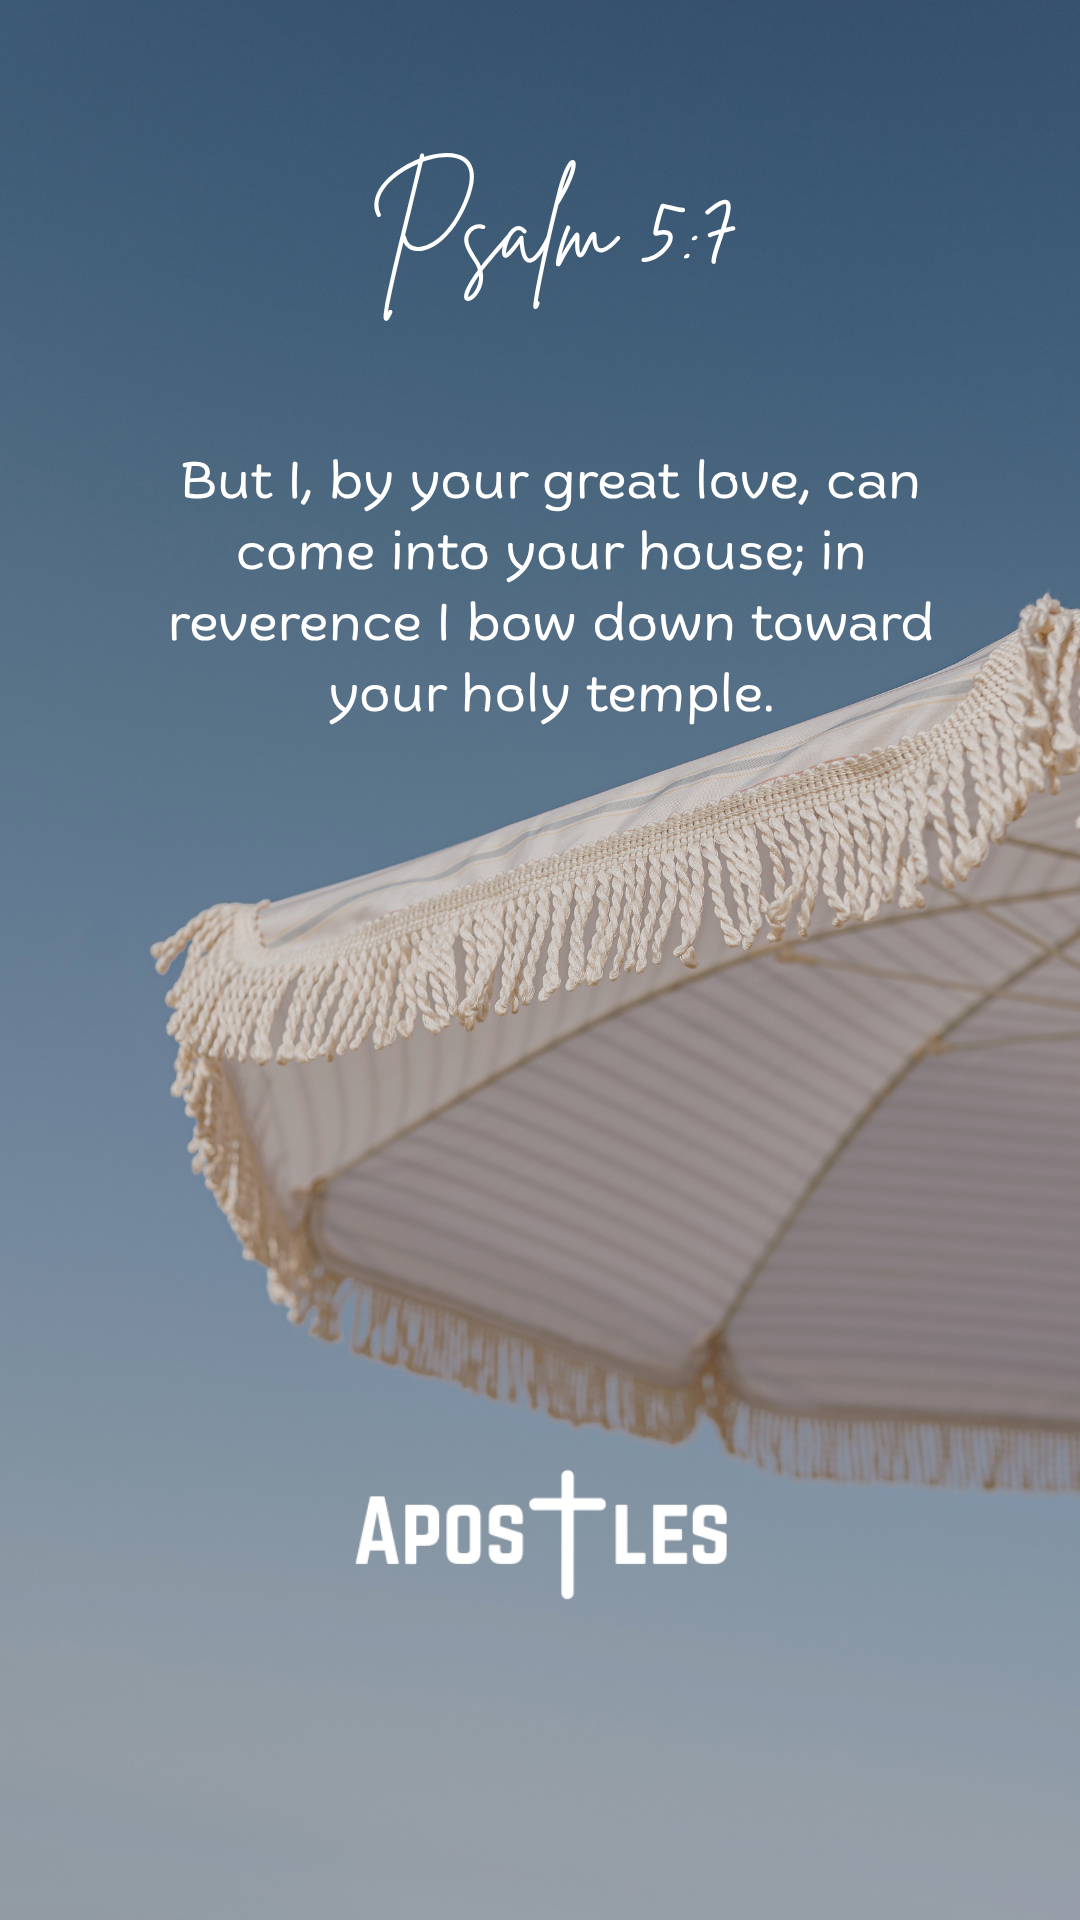 Psalm 5:7
But I, by your great love, can
come into your house; in
reverence I bow down toward
your holy temple.
APOSTLES